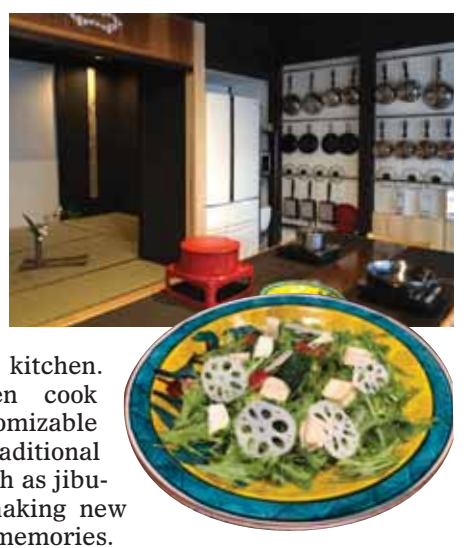 kitchen.
en cook
omizable
aditional
h as jibu-
aking new
memories.